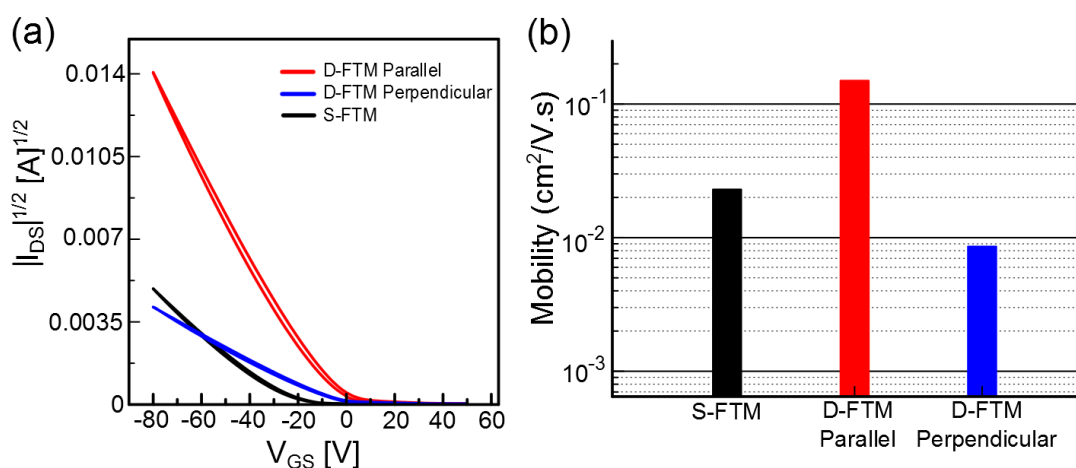 (a)
|I_DS|^1/2 [A]^1/2
0.014
0.0105
0.007
0.0035
0
D-FTM Parallel
D-FTM Perpendicular
S-FTM
-80 -60 -40 -20 0 20 40 60
V_GS [V]
(b)
Mobility (cm²/V.s)
10⁻¹
10⁻²
10⁻³
S-FTM
D-FTM
Parallel
D-FTM
Perpendicular